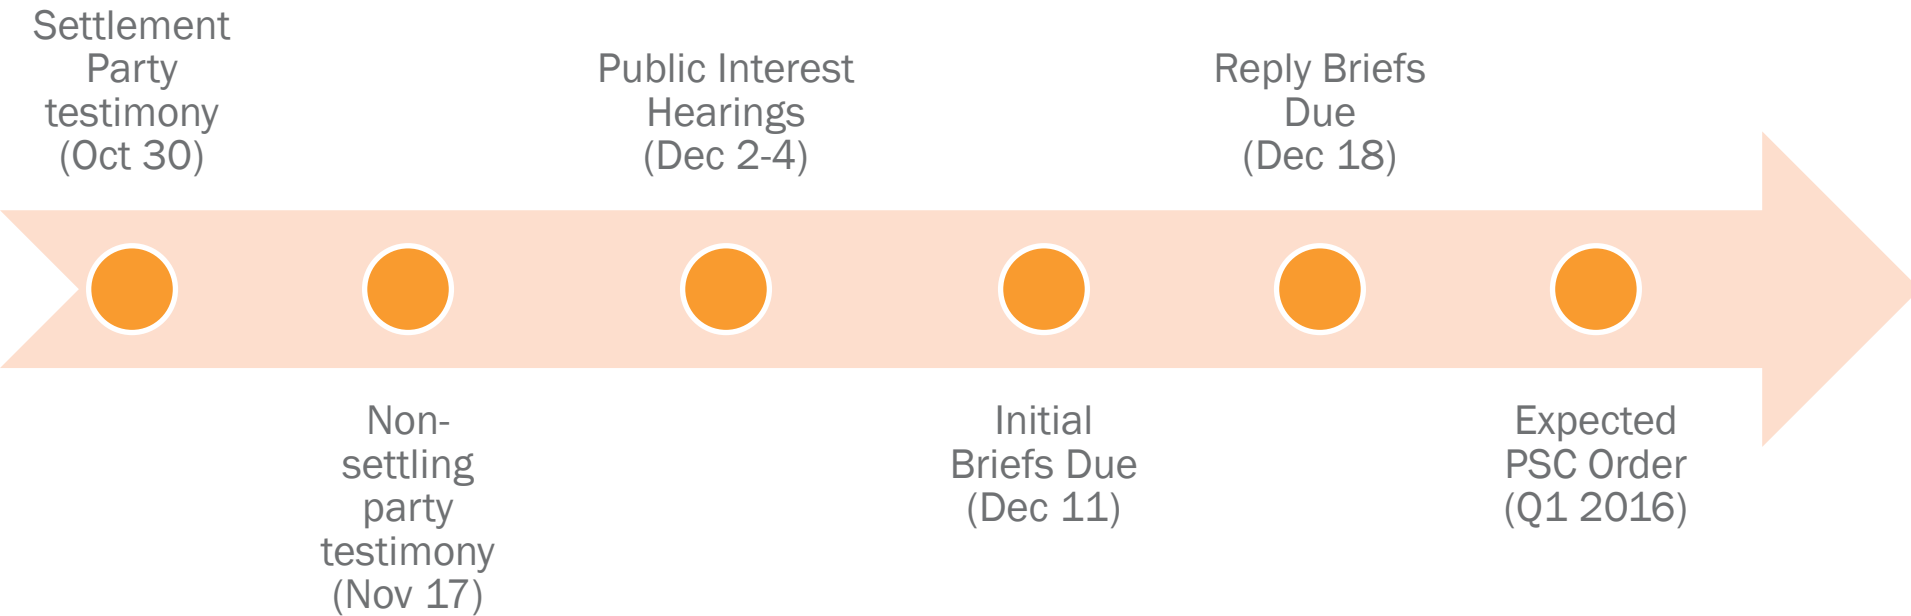 Settlement
Party
testimony
(Oct 30)
Non-
settling
party
testimony
(Nov 17)
Public Interest
Hearings
(Dec 2-4)
Initial
Briefs Due
(Dec 11)
Reply Briefs
Due
(Dec 18)
Expected
PSC Order
(Q1 2016)